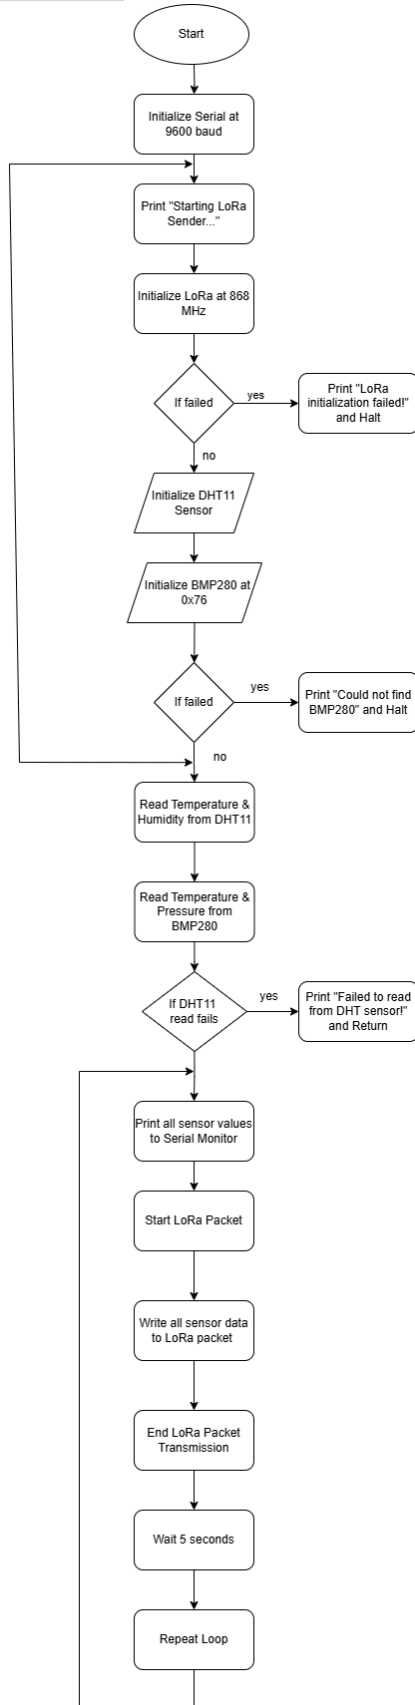 Start
Initialize Serial at
9600 baud
Print "Starting LoRa
Sender..."
Initialize LoRa at 868
MHz
If failed
yes
Print "LoRa
initialization failed!"
and Halt
no
Initialize DHT11
Sensor
Initialize BMP280 at
0x76
If failed
yes
Print "Could not find
BMP280" and Halt
no
Read Temperature &
Humidity from DHT11
Read Temperature &
Pressure from
BMP280
If DHT11
read fails
yes
Print "Failed to read
from DHT sensor!"
and Return
Print all sensor values
to Serial Monitor
Start LoRa Packet
Write all sensor data
to LoRa packet
End LoRa Packet
Transmission
Wait 5 seconds
Repeat Loop